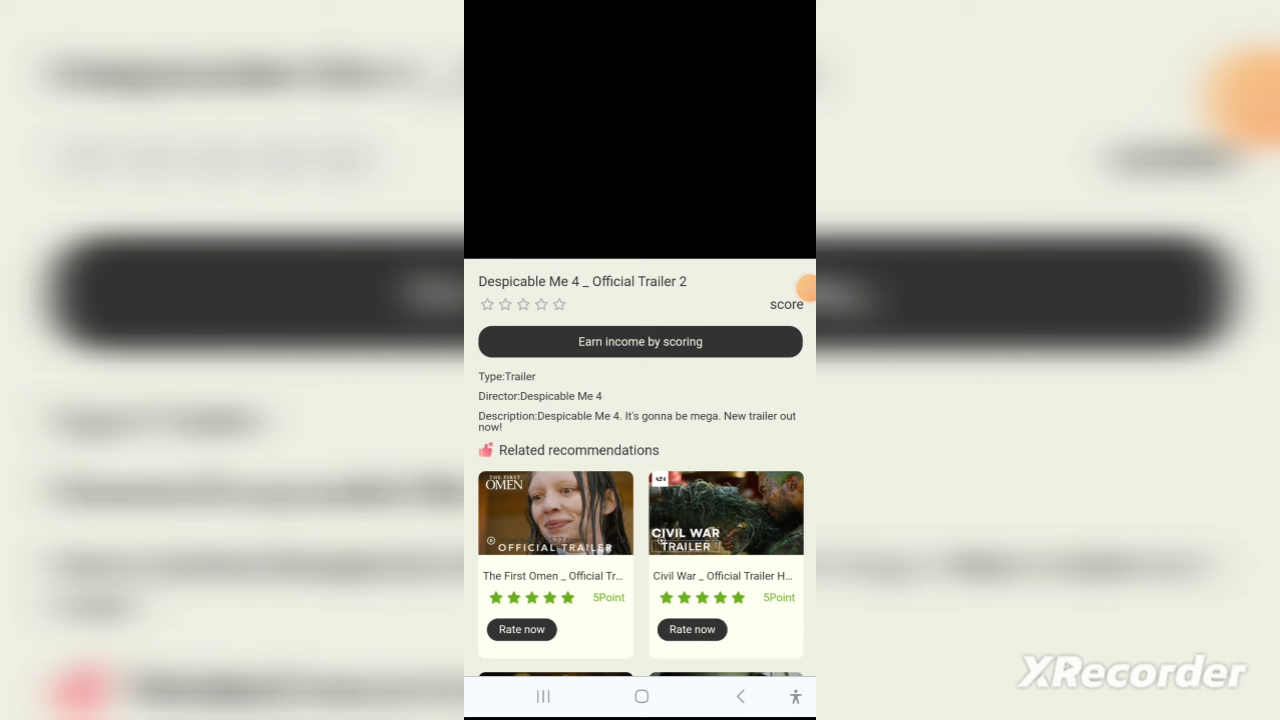 Despicable Me 4 _ Official Trailer 2
score
Earn income by scoring
Type:Trailer
Director:Despicable Me 4
Description:Despicable Me 4. It's gonna be mega. New trailer out
now!
Related recommendations
THE FIRST
OMEN
OFFICIAL TRAILER
A24
CIVIL WAR
TRAILER
The First Omen _ Official Tr...
Civil War _ Official Trailer H...
5Point
5Point
Rate now
Rate now
XRecorder